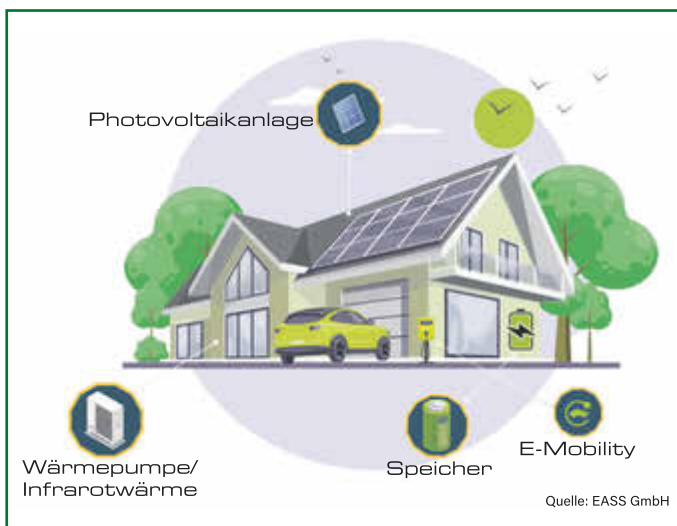 Photovoltaikanlage
Wärmepumpe/
Infrarotwärme
Speicher
E-Mobility
Quelle: EASS GmbH